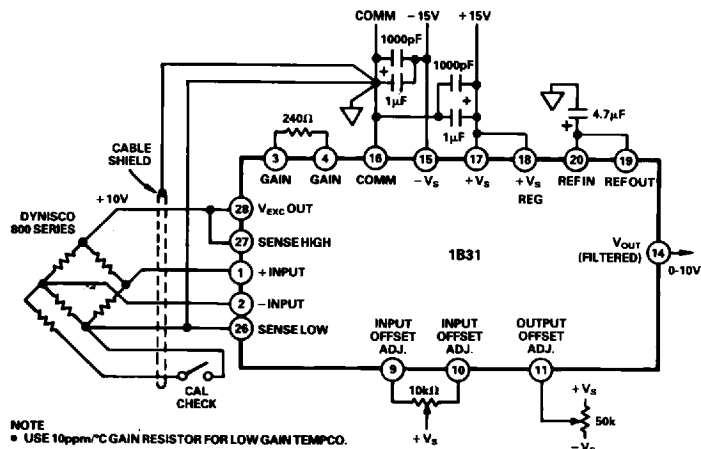 COMM
−15V
+15V
1000pF
1000pF
+
1µF
+
1µF
4.7µF
+
240Ω
CABLE
SHIELD
3
4
16
15
17
18
20
19
GAIN
GAIN
COMM
−VS
+VS
+VS
REG
REF IN
REF OUT
+10V
DYNISCO
800 SERIES
28
VEXC OUT
27
SENSE HIGH
1
+INPUT
2
−INPUT
26
SENSE LOW
1B31
VOUT
(FILTERED)
14
0-10V
INPUT
OFFSET
ADJ.
INPUT
OFFSET
ADJ.
OUTPUT
OFFSET
ADJ.
9
10
11
10kΩ
+VS
+VS
50k
−VS
CAL
CHECK
NOTE
• USE 10ppm/°C GAIN RESISTOR FOR LOW GAIN TEMPCO.